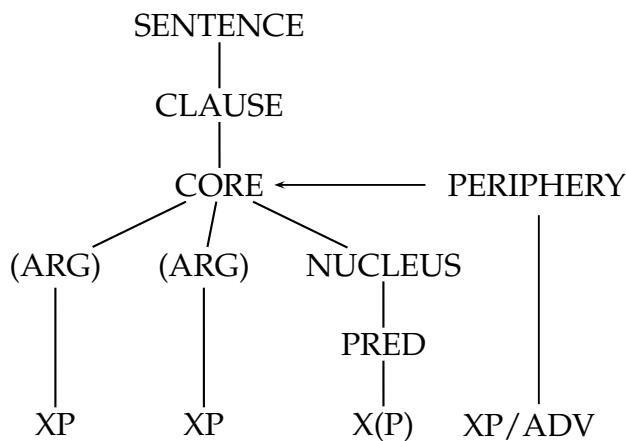 SENTENCE
CLAUSE
CORE PERIPHERY
(ARG) (ARG) NUCLEUS
PRED
XP XP X(P) XP/ADV